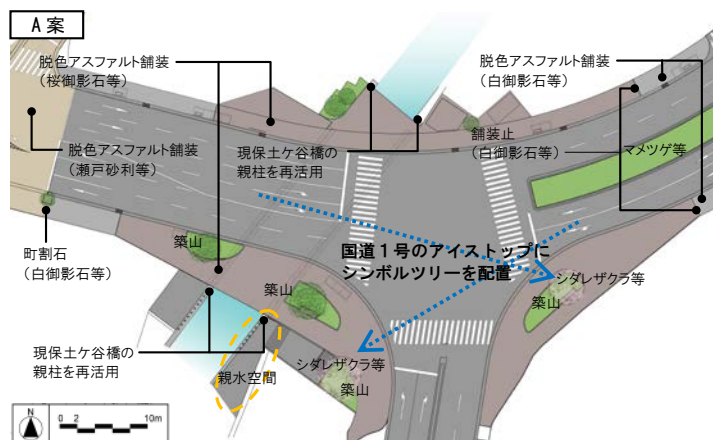 A案
脱色アスファルト舗装
（桜御影石等）
脱色アスファルト舗装
（白御影石等）
脱色アスファルト舗装
（瀬戸砂利等）
現保土ケ谷橋の
親柱を再活用
舗装止
（白御影石等）
マメツゲ等
町割石
（白御影石等）
築山
国道１号のアイストップに
シンボルツリーを配置
築山
シダレザクラ等
築山
現保土ケ谷橋の
親柱を再活用
親水空間
シダレザクラ等
築山
N
0 2 10m